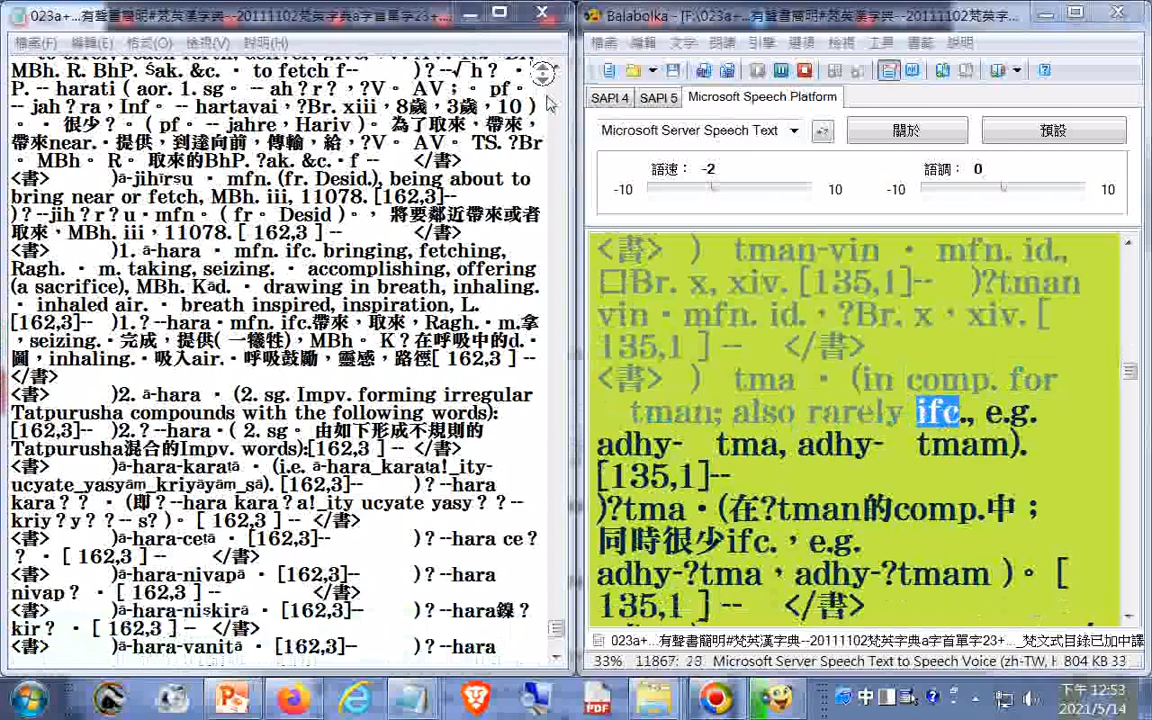 ...有聲書簡明#梵英漢字典--20111102梵英字典a字首單字23+...
檔案(F) 編輯(E) 格式(O) 檢視(V) 說明(H)
MBh. R. BhP. Śak. &c. · to fetch f-- )?--√ h? ·
P. -- harati ( aor. 1. sg。 -- ah?r? ，?V。 AV； pf。
-- jah?ra，Inf。 -- hartavai，?Br. xiii，8歲，3歲，10 )
。 · 很少?。( pf。 -- jahre，Hariv )。為了取來，帶來，
帶來near.·提供，到達向前，傳輸，給，?V。 AV。 TS. ?Br
。 MBh。 R。 取來的BhP. ?ak. &c.·f -- </書>
<書> )ā-jihīrṣu · mfn. (fr. Desid.), being about to
bring near or fetch, MBh. iii, 11078. [162,3]--
)?--jih?r?u·mfn。( fr。 Desid )。， 將要鄰近帶來或者
取來，MBh. iii，11078. [ 162,3 ] -- </書>
<書> )1. ā-hara · mfn. ifc. bringing, fetching,
Ragh. · m. taking, seizing. · accomplishing, offering
(a sacrifice), MBh. Kād. · drawing in breath, inhaling.
· inhaled air. · breath inspired, inspiration, L.
[162,3]-- )1.?--hara·mfn. ifc.帶來，取來，Ragh.·m.拿
，seizing.·完成，提供( 一犧牲)，MBh。 K？在呼吸中的d.·
圖，inhaling.·吸入air.·呼吸鼓勵，靈感，路徑[ 162,3 ] --
</書>
<書> )2. ā-hara · (2. sg. Impv. forming irregular
Tatpurusha compounds with the following words):
[162,3]-- )2.?--hara·( 2. sg。 由如下形成不規則的
Tatpurusha混合的Impv. words):[ 162,3 ] -- </書>
<書> )ā-hara-karaṭā · (i.e. ā-hara_karaṭa!_ity-
ucyate_yasyāṃ_kriyāyāṃ_sā). [162,3]-- )?--hara
kara?? · (即?--hara kara?a!_ity ucyate yasy??--
kriy?y??-- s?)。[ 162,3 ] -- </書>
<書> )ā-hara-ceṭā · [162,3]-- )?--hara ce?
? · [ 162,3 ] -- </書>
<書> )ā-hara-nivapā · [162,3]-- )?--hara
nivap? · [ 162,3 ] -- </書>
<書> )ā-hara-niṣkirā · [162,3]-- )?--hara鎳?
kir? · [ 162,3 ] -- </書>
<書> )ā-hara-vanitā · [162,3]-- )?--hara
Balabolka - [F:\023a+...有聲書簡明#梵英漢字典--20111102梵英字...
檔案 編輯 文字 朗讀 引擎 選項 檢視 工具 書籤 說明
SAPI 4 SAPI 5 Microsoft Speech Platform
Microsoft Server Speech Text 關於 預設
語速： -2 語調： 0
-10 10 -10 10
<書> ) tman-vin · mfn. id.,
口Br. x, xiv. [135,1]-- )?tman
vin·mfn. id.，?Br. x，xiv. [
135,1 ] -- </書>
<書> ) tma · (in comp. for
tman; also rarely ifc., e.g.
adhy- tma, adhy- tmam).
[135,1]--
)?tma·(在?tman的comp.中；
同時很少ifc.，e.g.
adhy-?tma，adhy-?tmam )。[
135,1 ] -- </書>
023a+...有聲書簡明#梵英漢字典--20111102梵英字典a字首單字23+..._梵文式目錄已加中譯
33% 11867: 28 Microsoft Server Speech Text to Speech Voice (zh-TW, H 804 KB 33
中
PDF
下午 12:53
2021/5/14